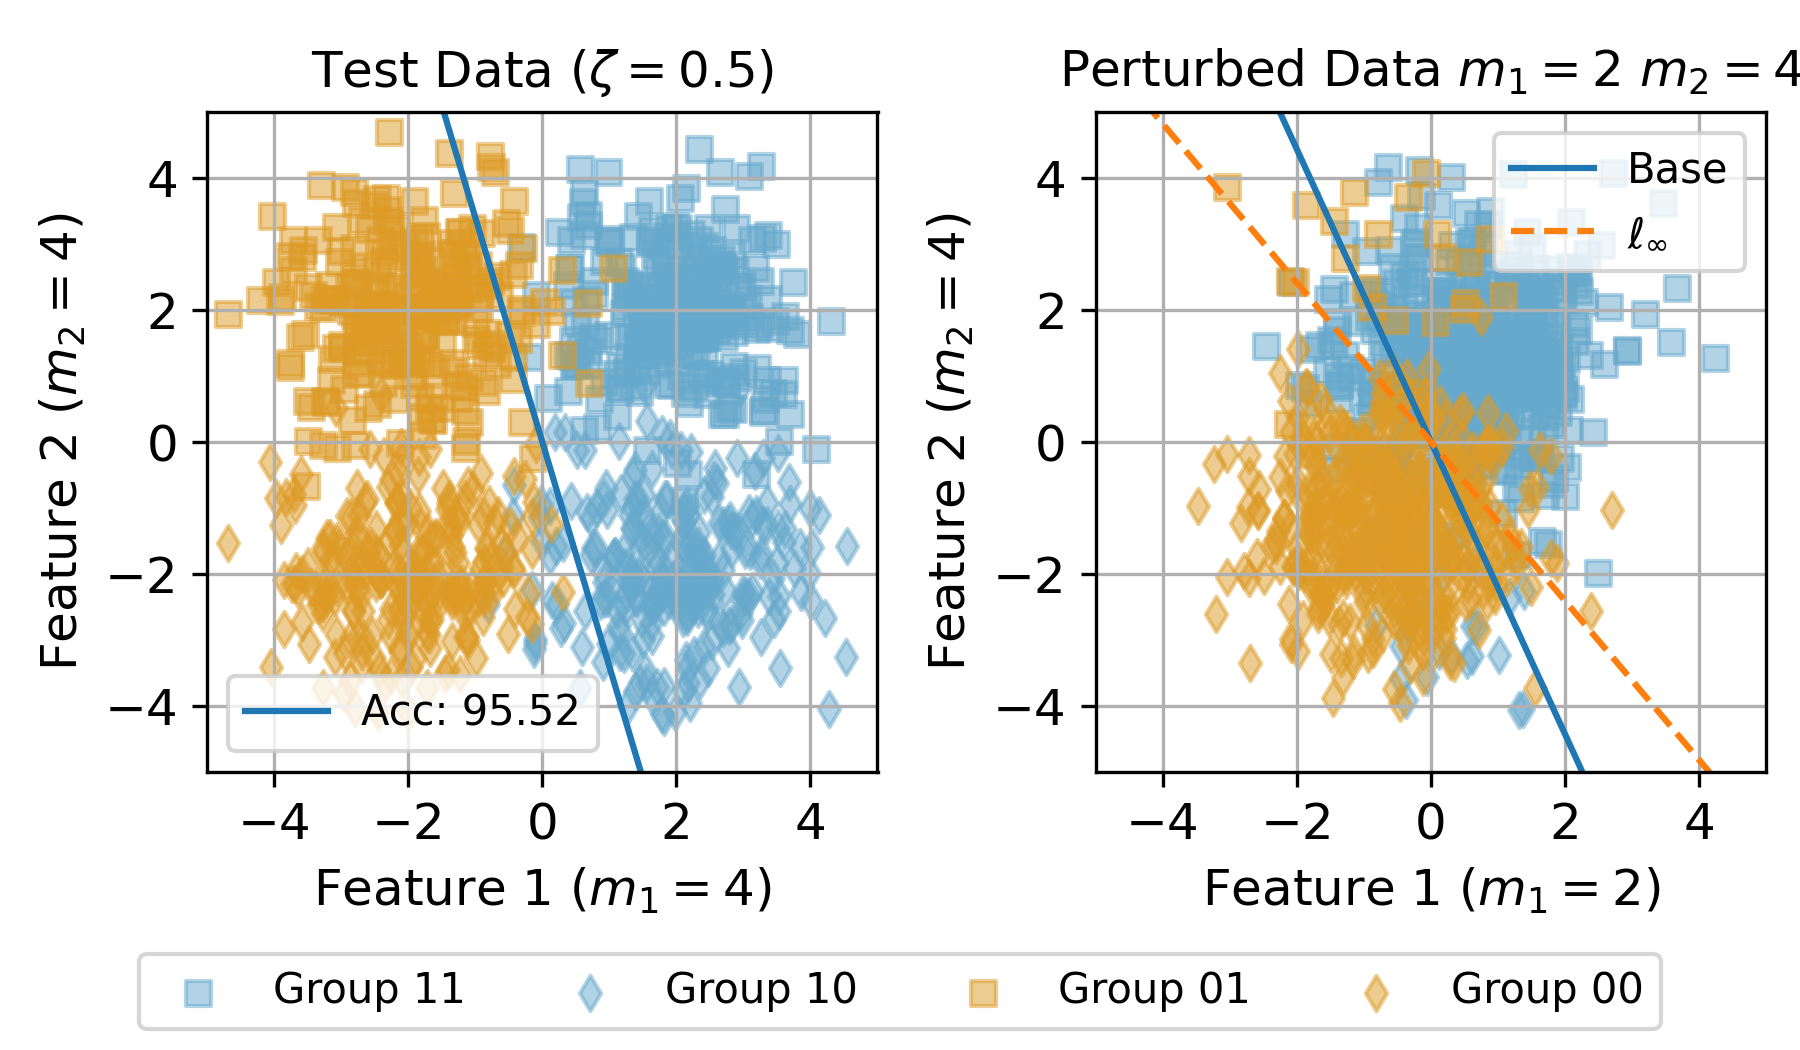 Test Data (ζ = 0.5)
Perturbed Data m₁ = 2 m₂ = 4
Feature 2 (m₂ = 4)
4
2
0
−2
−4
Acc: 95.52
−4
−2
0
2
4
Feature 1 (m₁ = 4)
Feature 2 (m₂ = 4)
4
2
0
−2
−4
Base
ℓ∞
−4
−2
0
2
4
Feature 1 (m₁ = 2)
Group 11
Group 10
Group 01
Group 00